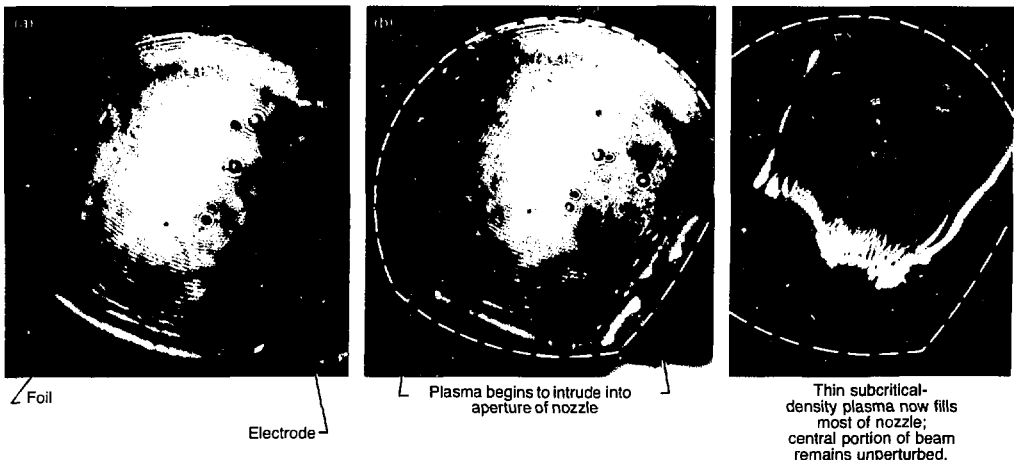 (a)
(b)
Foil
Electrode
Plasma begins to intrude into
aperture of nozzle
Thin subcritical-
density plasma now fills
most of nozzle;
central portion of beam
remains unperturbed.